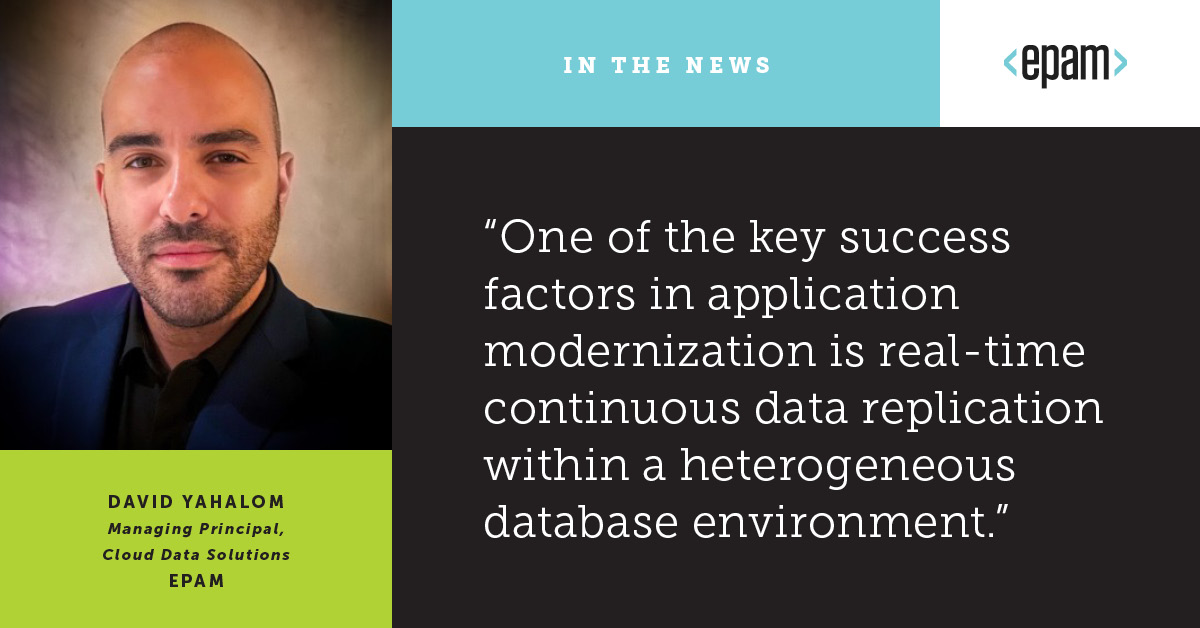 IN THE NEWS
<epam>
“One of the key success
factors in application
modernization is real-time
continuous data replication
within a heterogeneous
database environment.”
DAVID YAHALOM
Managing Principal,
Cloud Data Solutions
EPAM